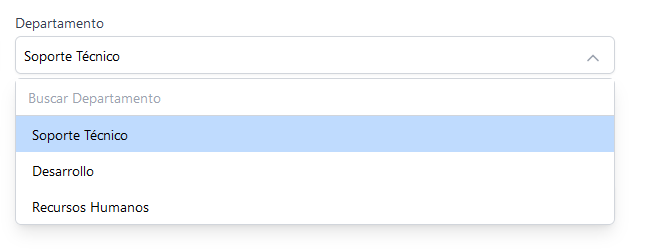 Departamento
Soporte Técnico
Buscar Departamento
Soporte Técnico
Desarrollo
Recursos Humanos